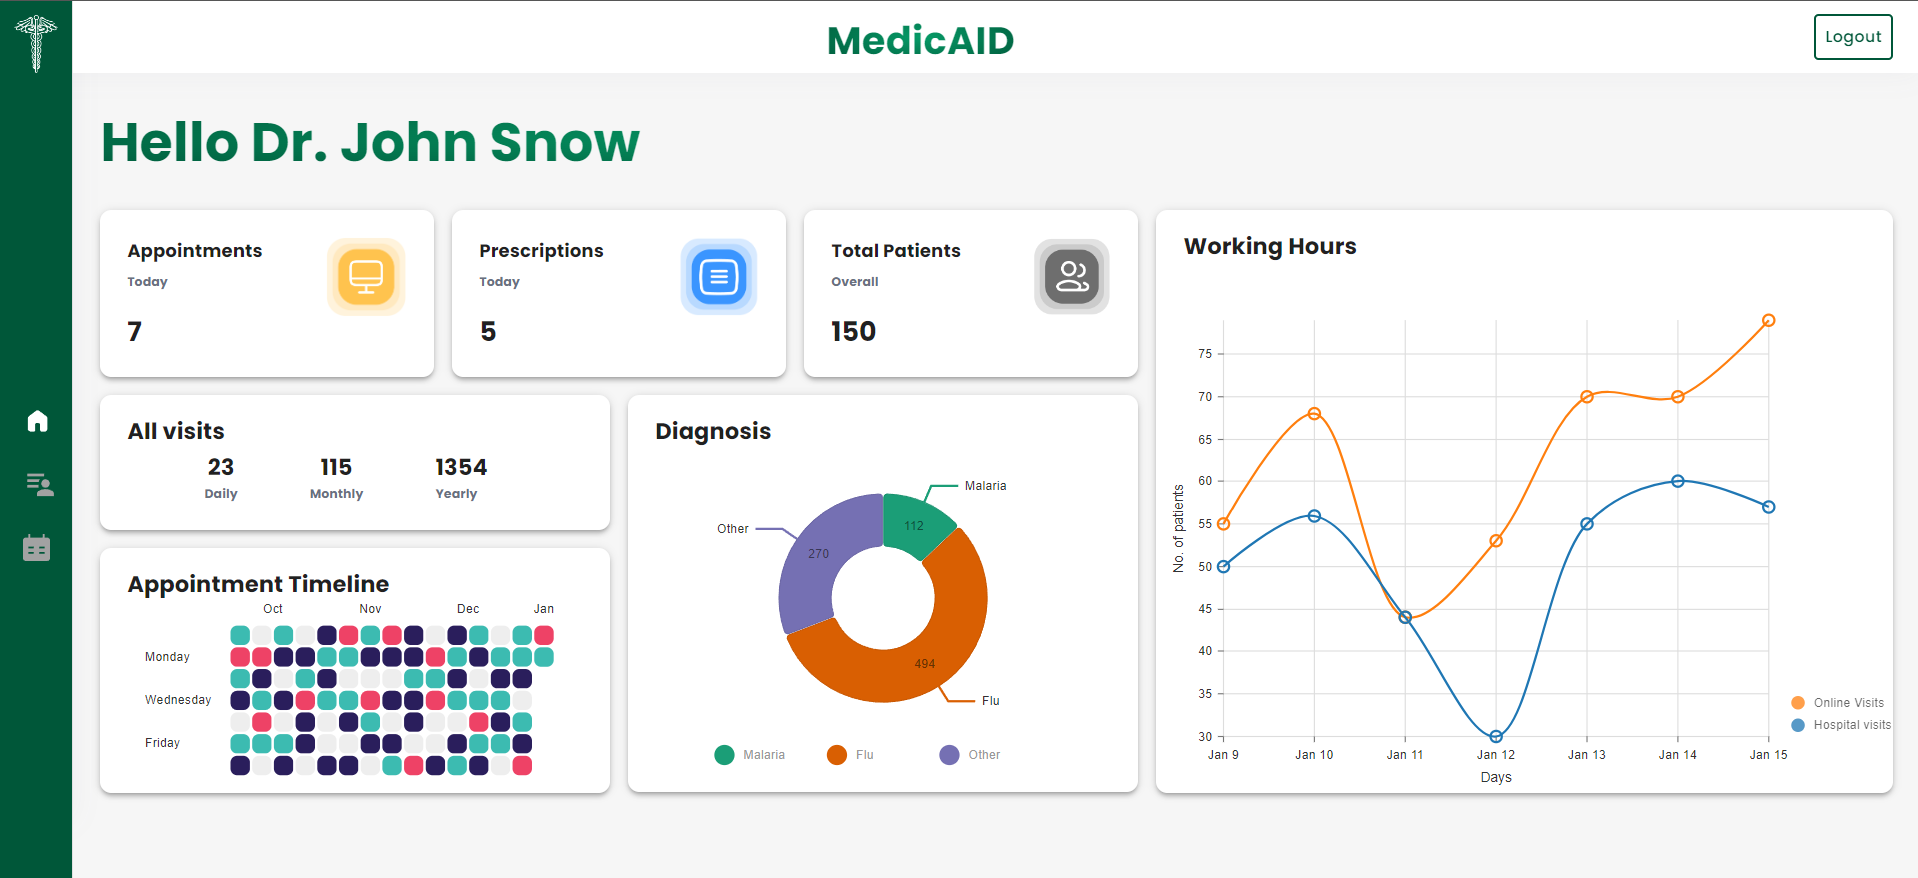 MedicAID
Logout
Hello Dr. John Snow
Appointments
Today
7
Prescriptions
Today
5
Total Patients
Overall
150
Working Hours
75
70
65
60
55
50
45
40
35
30
No. of patients
Jan 9 Jan 10 Jan 11 Jan 12 Jan 13 Jan 14 Jan 15
Days
Online Visits
Hospital visits
All visits
23 115 1354
Daily Monthly Yearly
Diagnosis
Malaria
112
Other
270
494
Flu
Malaria Flu Other
Appointment Timeline
Oct Nov Dec Jan
Monday
Wednesday
Friday